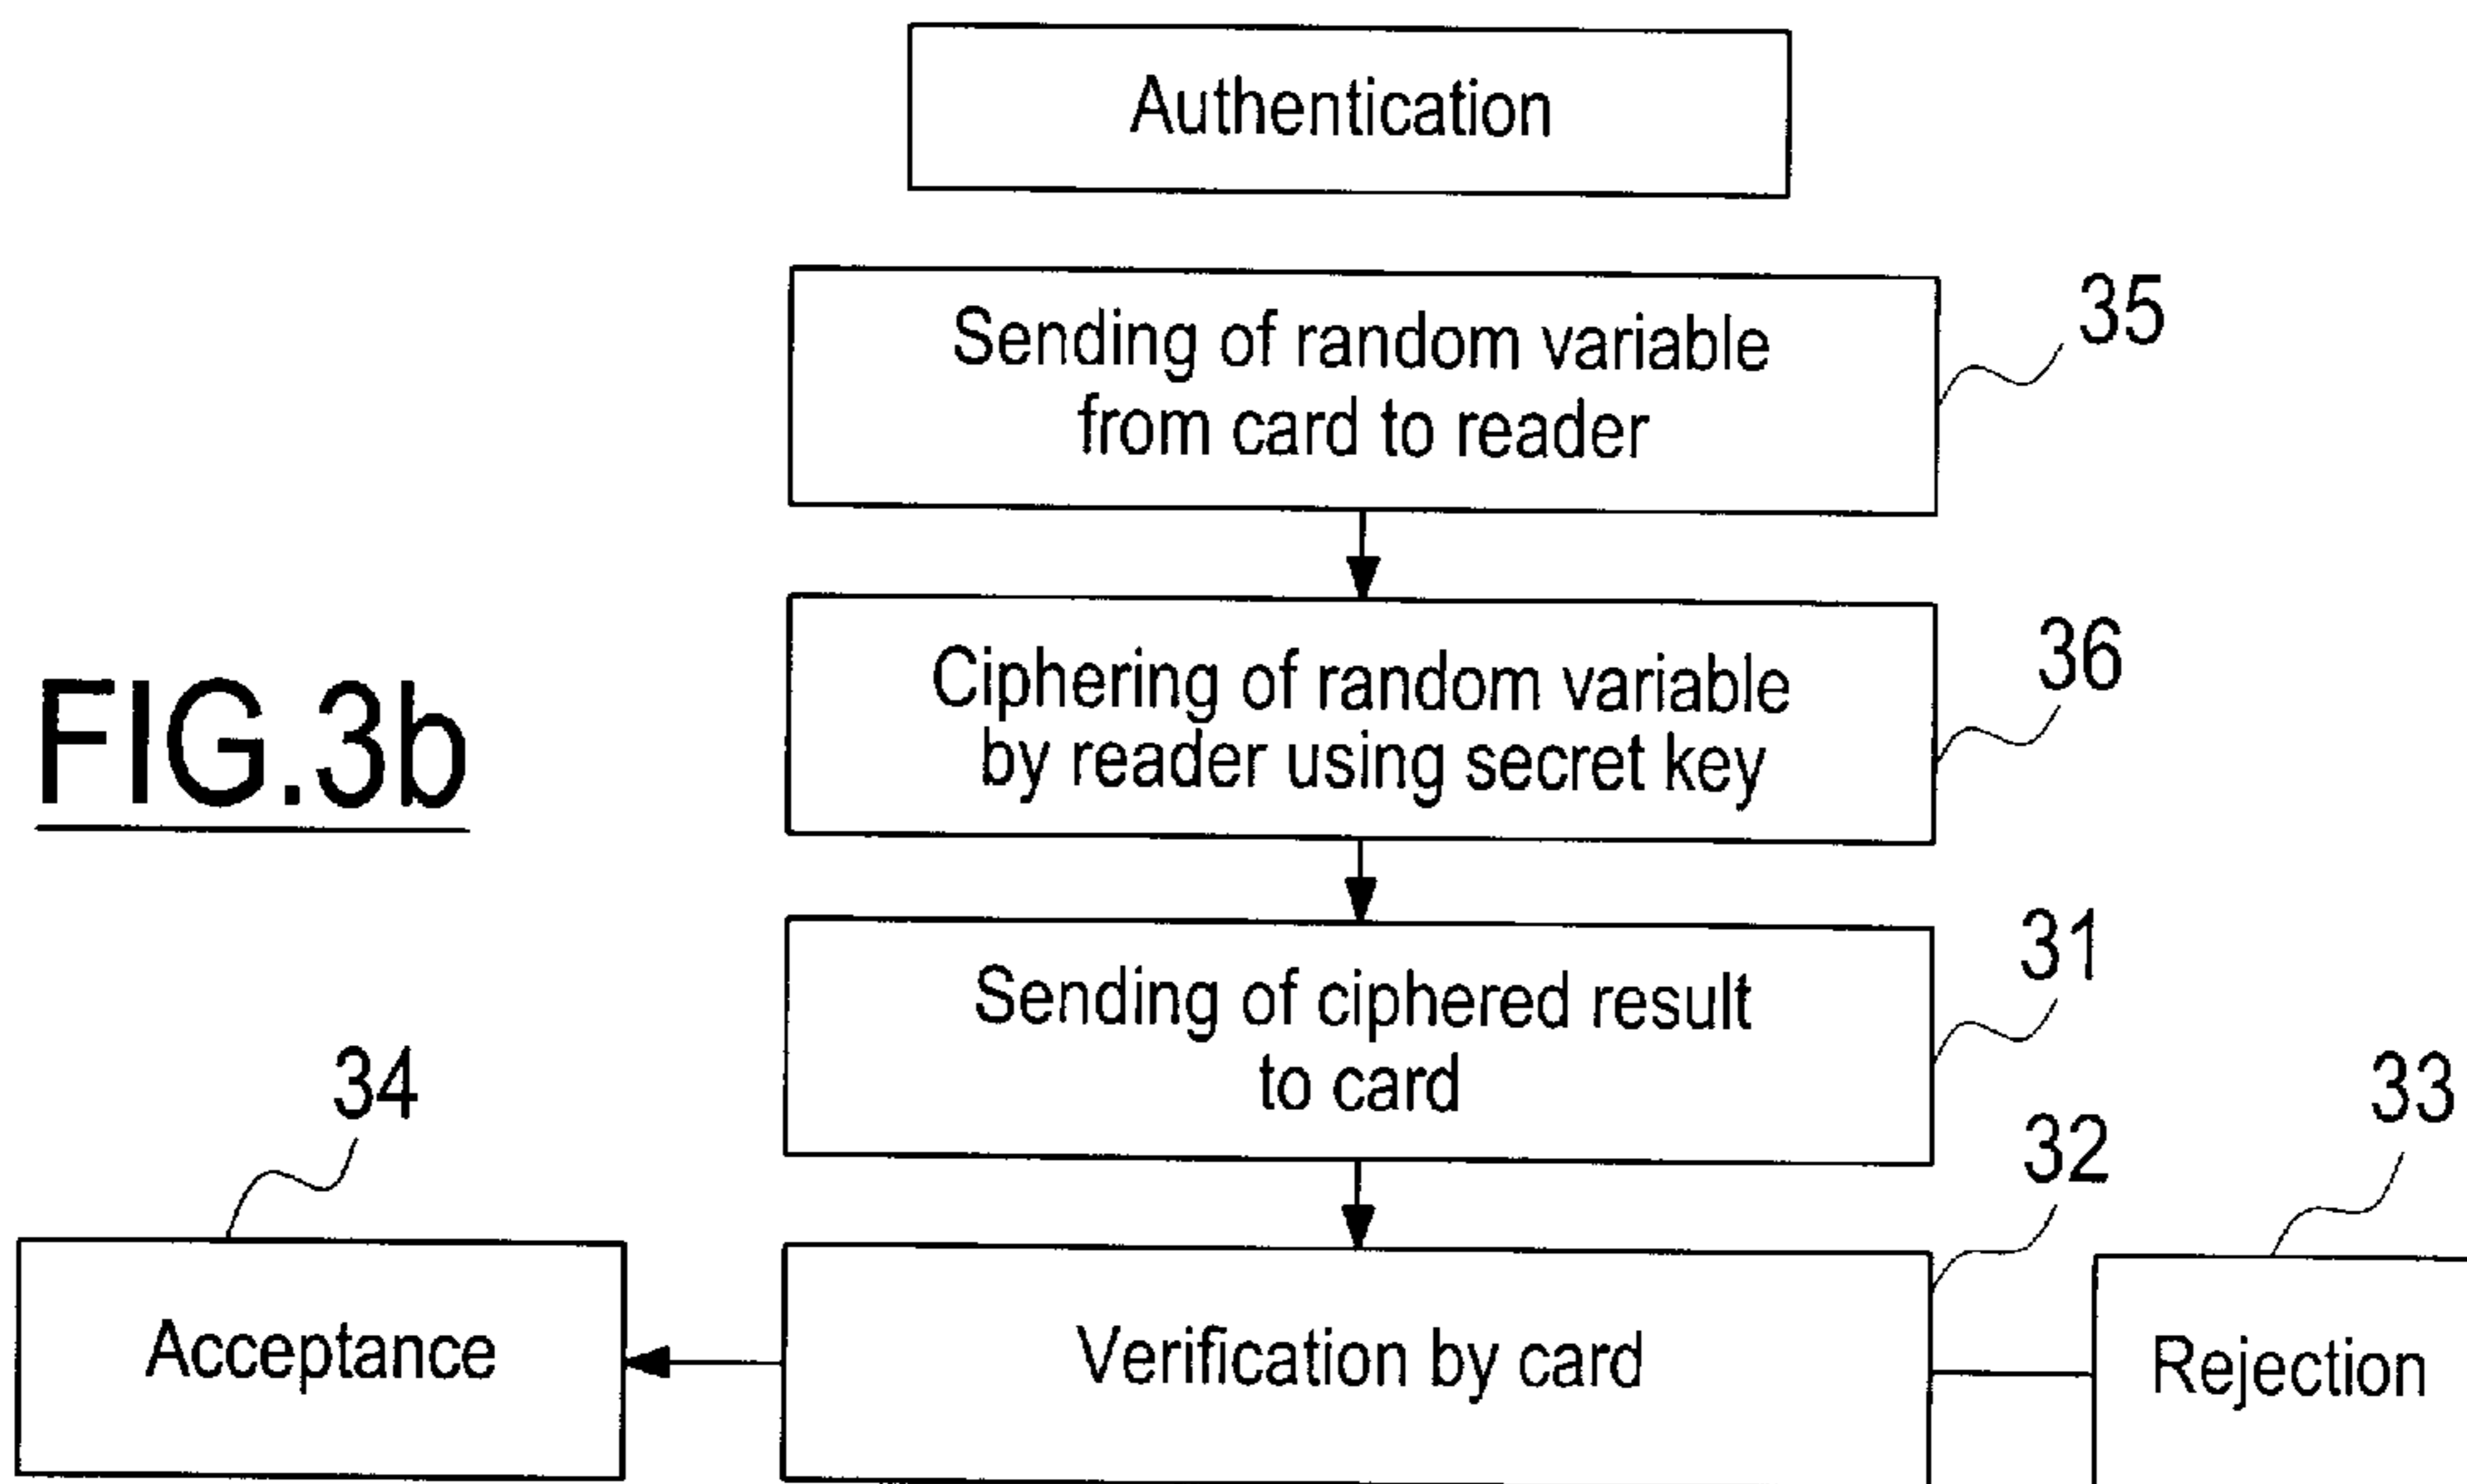 Authentication
Sending of random variable
from card to reader
35
Ciphering of random variable
by reader using secret key
36
FIG.3b
Sending of ciphered result
to card
31
34
32
33
Acceptance
Verification by card
Rejection